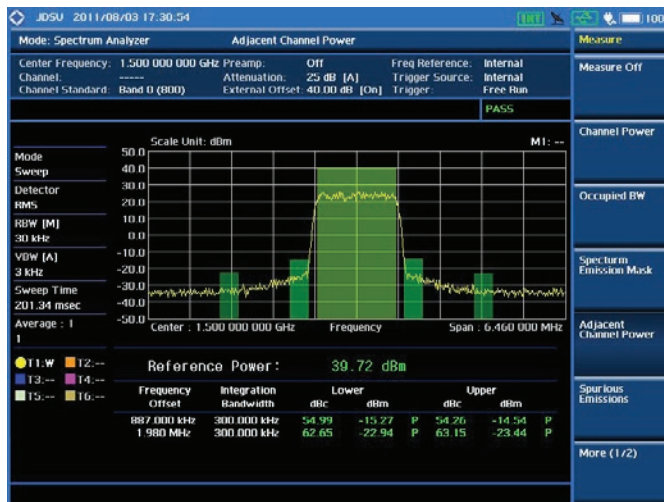 JDSU 2011/08/03 17:30:54
100
Mode: Spectrum Analyzer Adjacent Channel Power
Measure
Center Frequency: 1.500 000 000 GHz Preamp: Off Freq Reference: Internal
Channel: ----- Attenuation: 25 dB [A] Trigger Source: Internal
Channel Standard: Band 0 (800) External Offset: 40.00 dB [On] Trigger: Free Run
PASS
Measure Off
Channel Power
Occupied BW
Specturm
Emission Mask
Adjacent
Channel Power
Spurious
Emissions
More (1/2)
Scale Unit: dBm M1: --
Mode
Sweep
Detector
RMS
RBW [M]
30 kHz
VBW [A]
3 kHz
Sweep Time
201.34 msec
Average : 1
1
T1:W T2:--
T3:-- T4:--
T5:-- T6:--
50.0
40.0
30.0
20.0
10.0
0.0
-10.0
-20.0
-30.0
-40.0
-50.0
Center : 1.500 000 000 GHz Frequency Span : 6.460 000 MHz
Reference Power: 39.72 dBm
Frequency Integration Lower Upper
Offset Bandwidth dBc dBm dBc dBm
887.000 kHz 300.000 kHz 54.99 -15.27 P 54.26 -14.54 P
1.980 MHz 300.000 kHz 62.65 -22.94 P 63.15 -23.44 P